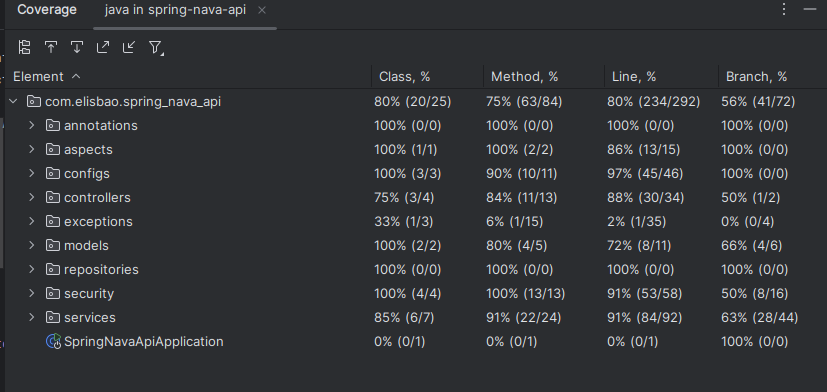 Coverage java in spring-nava-api
Element Class, % Method, % Line, % Branch, %
com.elisbao.spring_nava_api 80% (20/25) 75% (63/84) 80% (234/292) 56% (41/72)
annotations 100% (0/0) 100% (0/0) 100% (0/0) 100% (0/0)
aspects 100% (1/1) 100% (2/2) 86% (13/15) 100% (0/0)
configs 100% (3/3) 90% (10/11) 97% (45/46) 100% (0/0)
controllers 75% (3/4) 84% (11/13) 88% (30/34) 50% (1/2)
exceptions 33% (1/3) 6% (1/15) 2% (1/35) 0% (0/4)
models 100% (2/2) 80% (4/5) 72% (8/11) 66% (4/6)
repositories 100% (0/0) 100% (0/0) 100% (0/0) 100% (0/0)
security 100% (4/4) 100% (13/13) 91% (53/58) 50% (8/16)
services 85% (6/7) 91% (22/24) 91% (84/92) 63% (28/44)
SpringNavaApiApplication 0% (0/1) 0% (0/1) 0% (0/1) 100% (0/0)